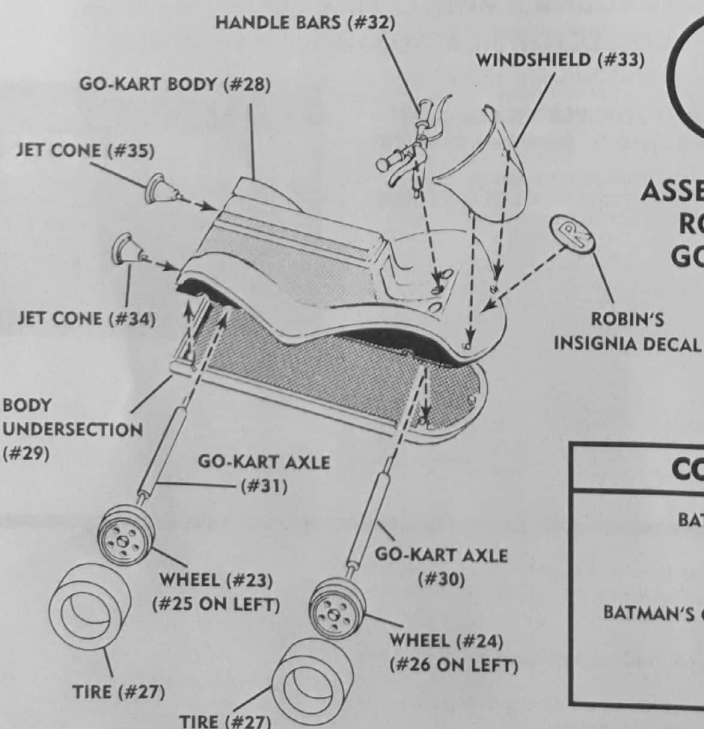 HANDLE BARS (#32)
WINDSHIELD (#33)
GO-KART BODY (#28)
JET CONE (#35)
JET CONE (#34)
R
ROBIN'S
INSIGNIA DECAL
BODY
UNDERSECTION
(#29)
GO-KART AXLE
(#31)
GO-KART AXLE
(#30)
WHEEL (#23)
(#25 ON LEFT)
WHEEL (#24)
(#26 ON LEFT)
TIRE (#27)
TIRE (#27)
ASSE
RO
GO
CO
BAT
BATMAN'S